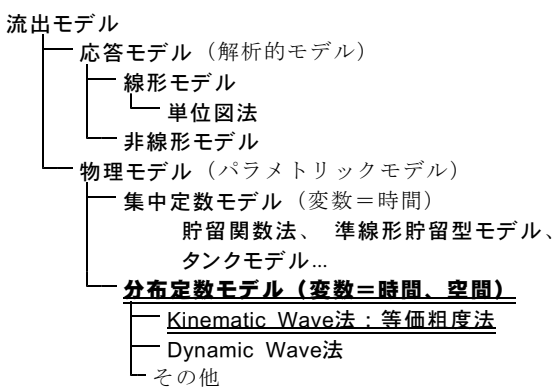 流出モデル
応答モデル（解析的モデル）
線形モデル
単位図法
非線形モデル
物理モデル（パラメトリックモデル）
集中定数モデル（変数＝時間）
貯留関数法、 準線形貯留型モデル、
タンクモデル…
分布定数モデル（変数＝時間、空間）
Kinematic Wave法：等価粗度法
Dynamic Wave法
その他